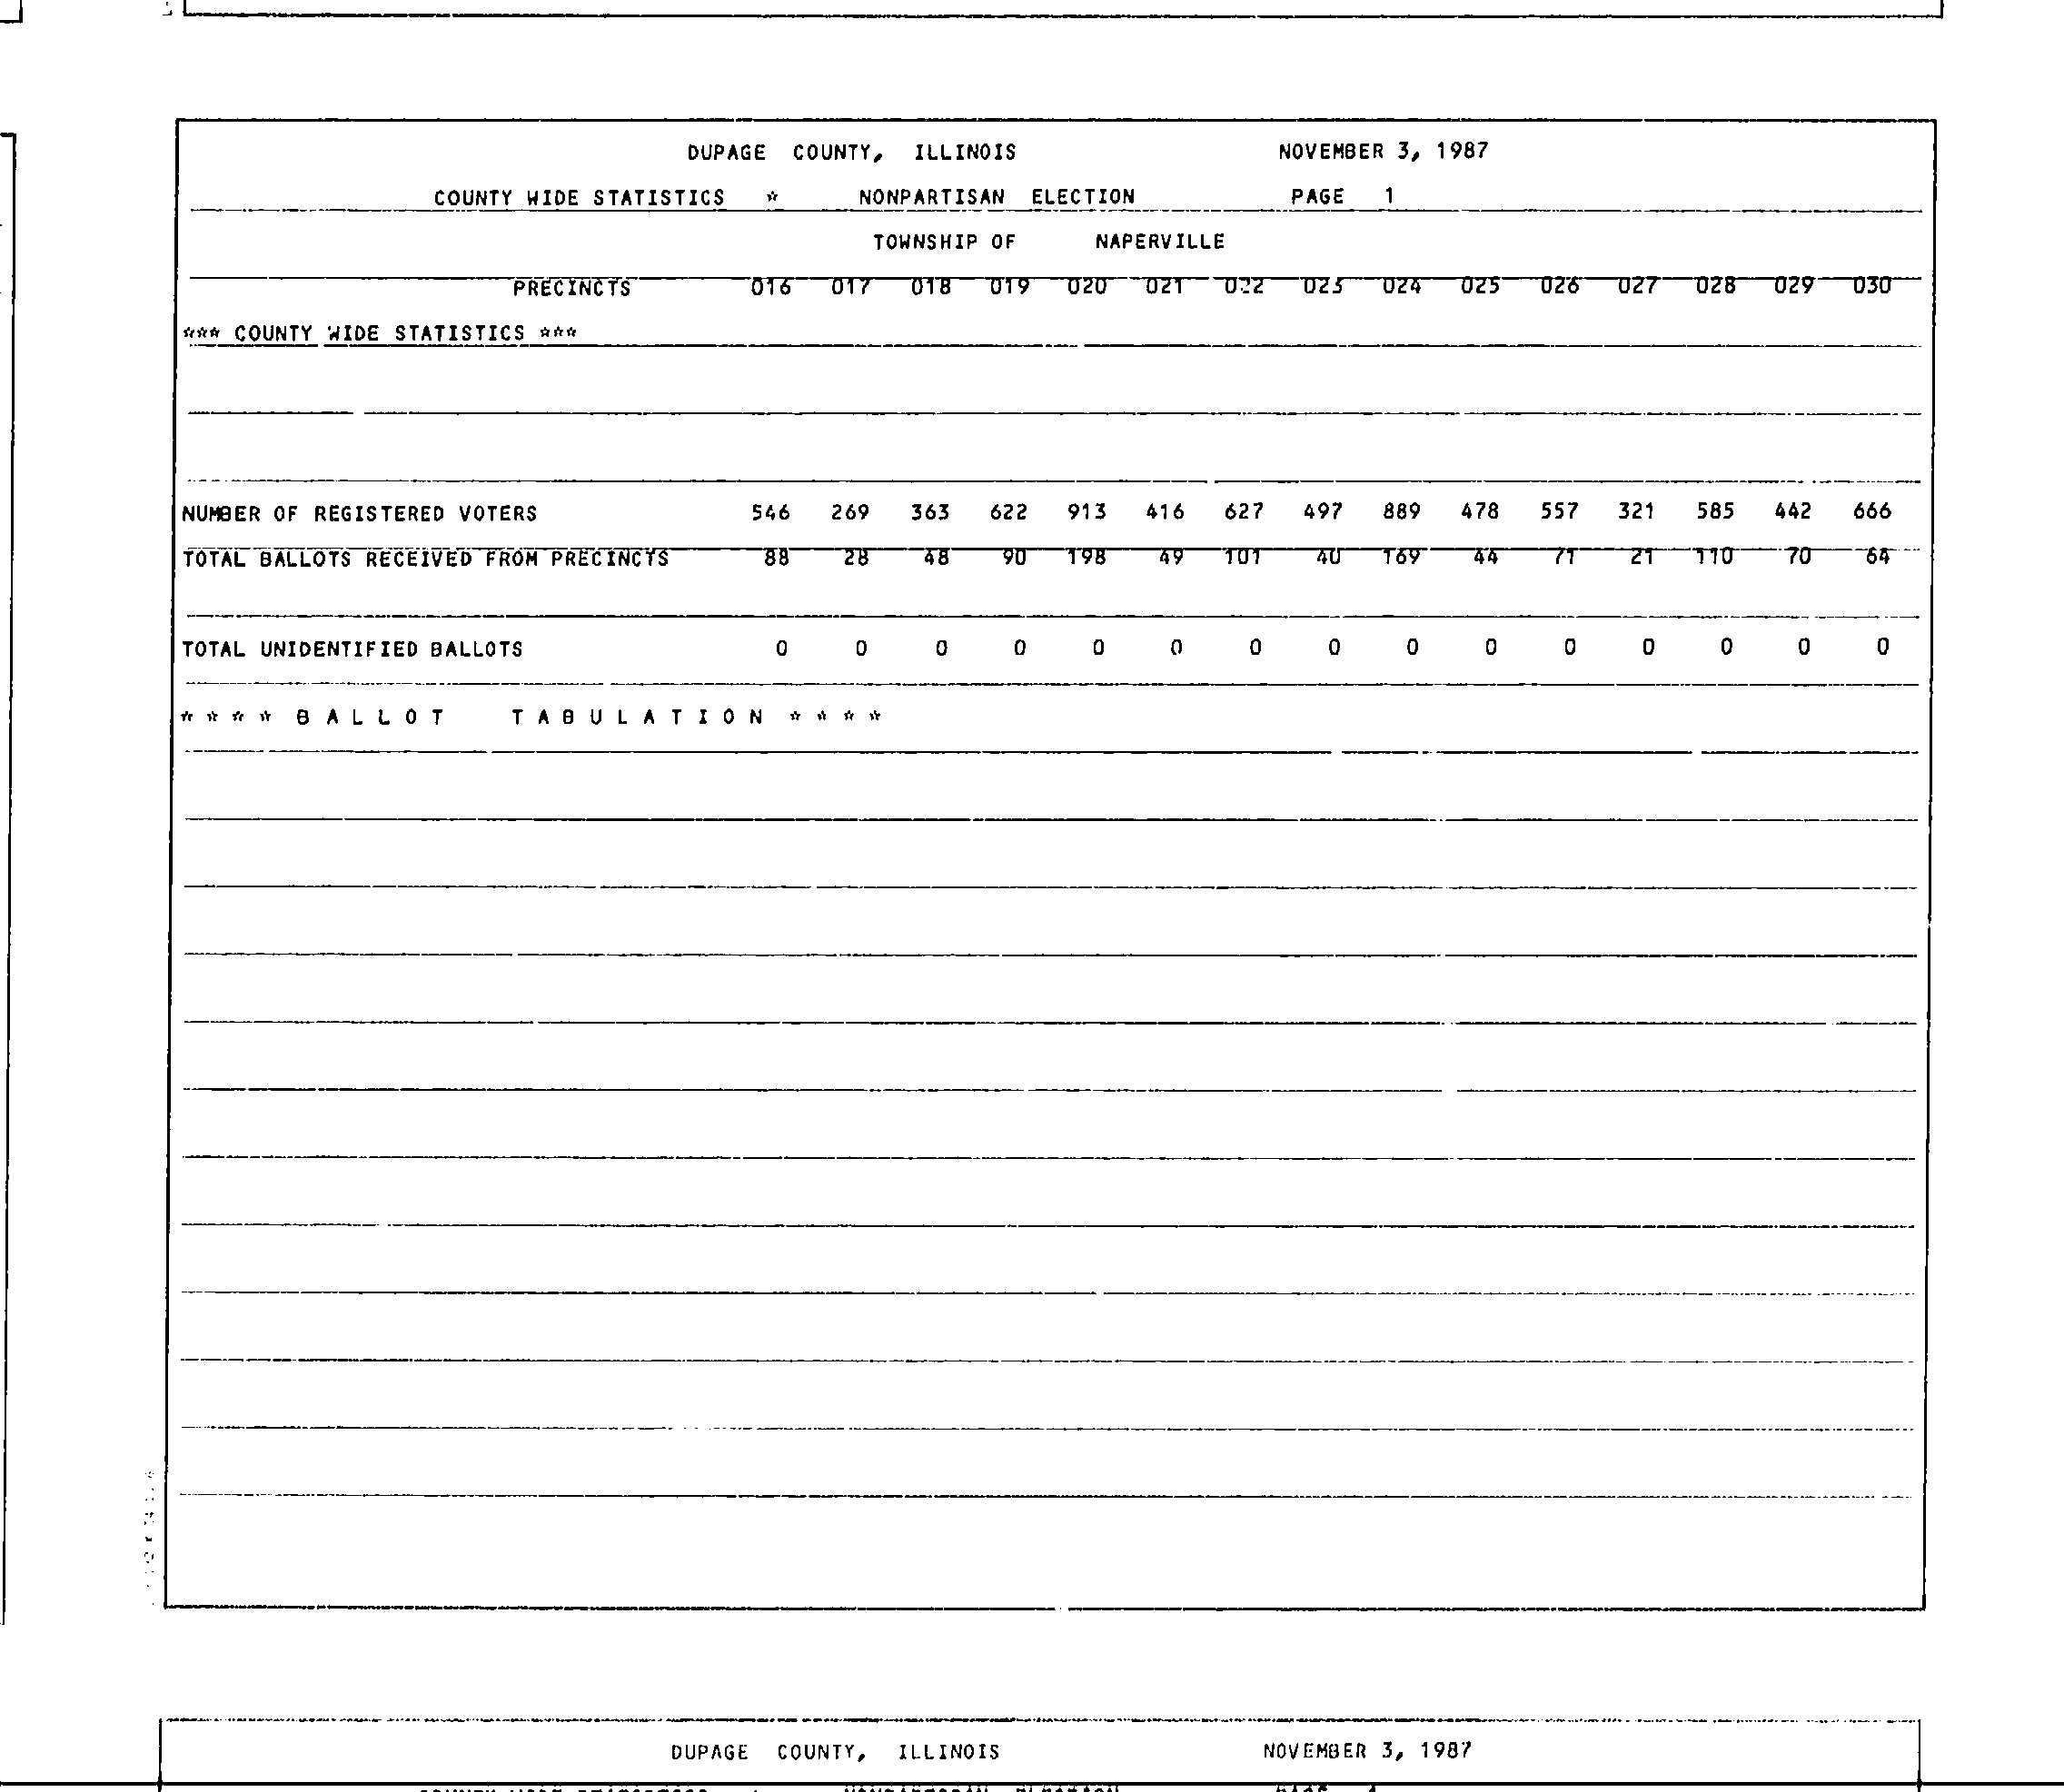 DUPAGE COUNTY, ILLINOIS NOVEMBER 3, 1987
COUNTY WIDE STATISTICS * NONPARTISAN ELECTION PAGE 1
TOWNSHIP OF NAPERVILLE
PRECINCTS 016 017 018 019 020 021 022 023 024 025 026 027 028 029 030
*** COUNTY WIDE STATISTICS ***
NUMBER OF REGISTERED VOTERS 546 269 363 622 913 416 627 497 889 478 557 321 585 442 666
TOTAL BALLOTS RECEIVED FROM PRECINCTS 88 28 48 90 198 49 101 40 169 44 71 21 110 70 64
TOTAL UNIDENTIFIED BALLOTS 0 0 0 0 0 0 0 0 0 0 0 0 0 0 0
* * * * B A L L O T T A B U L A T I O N * * * *
DUPAGE COUNTY, ILLINOIS NOVEMBER 3, 1987